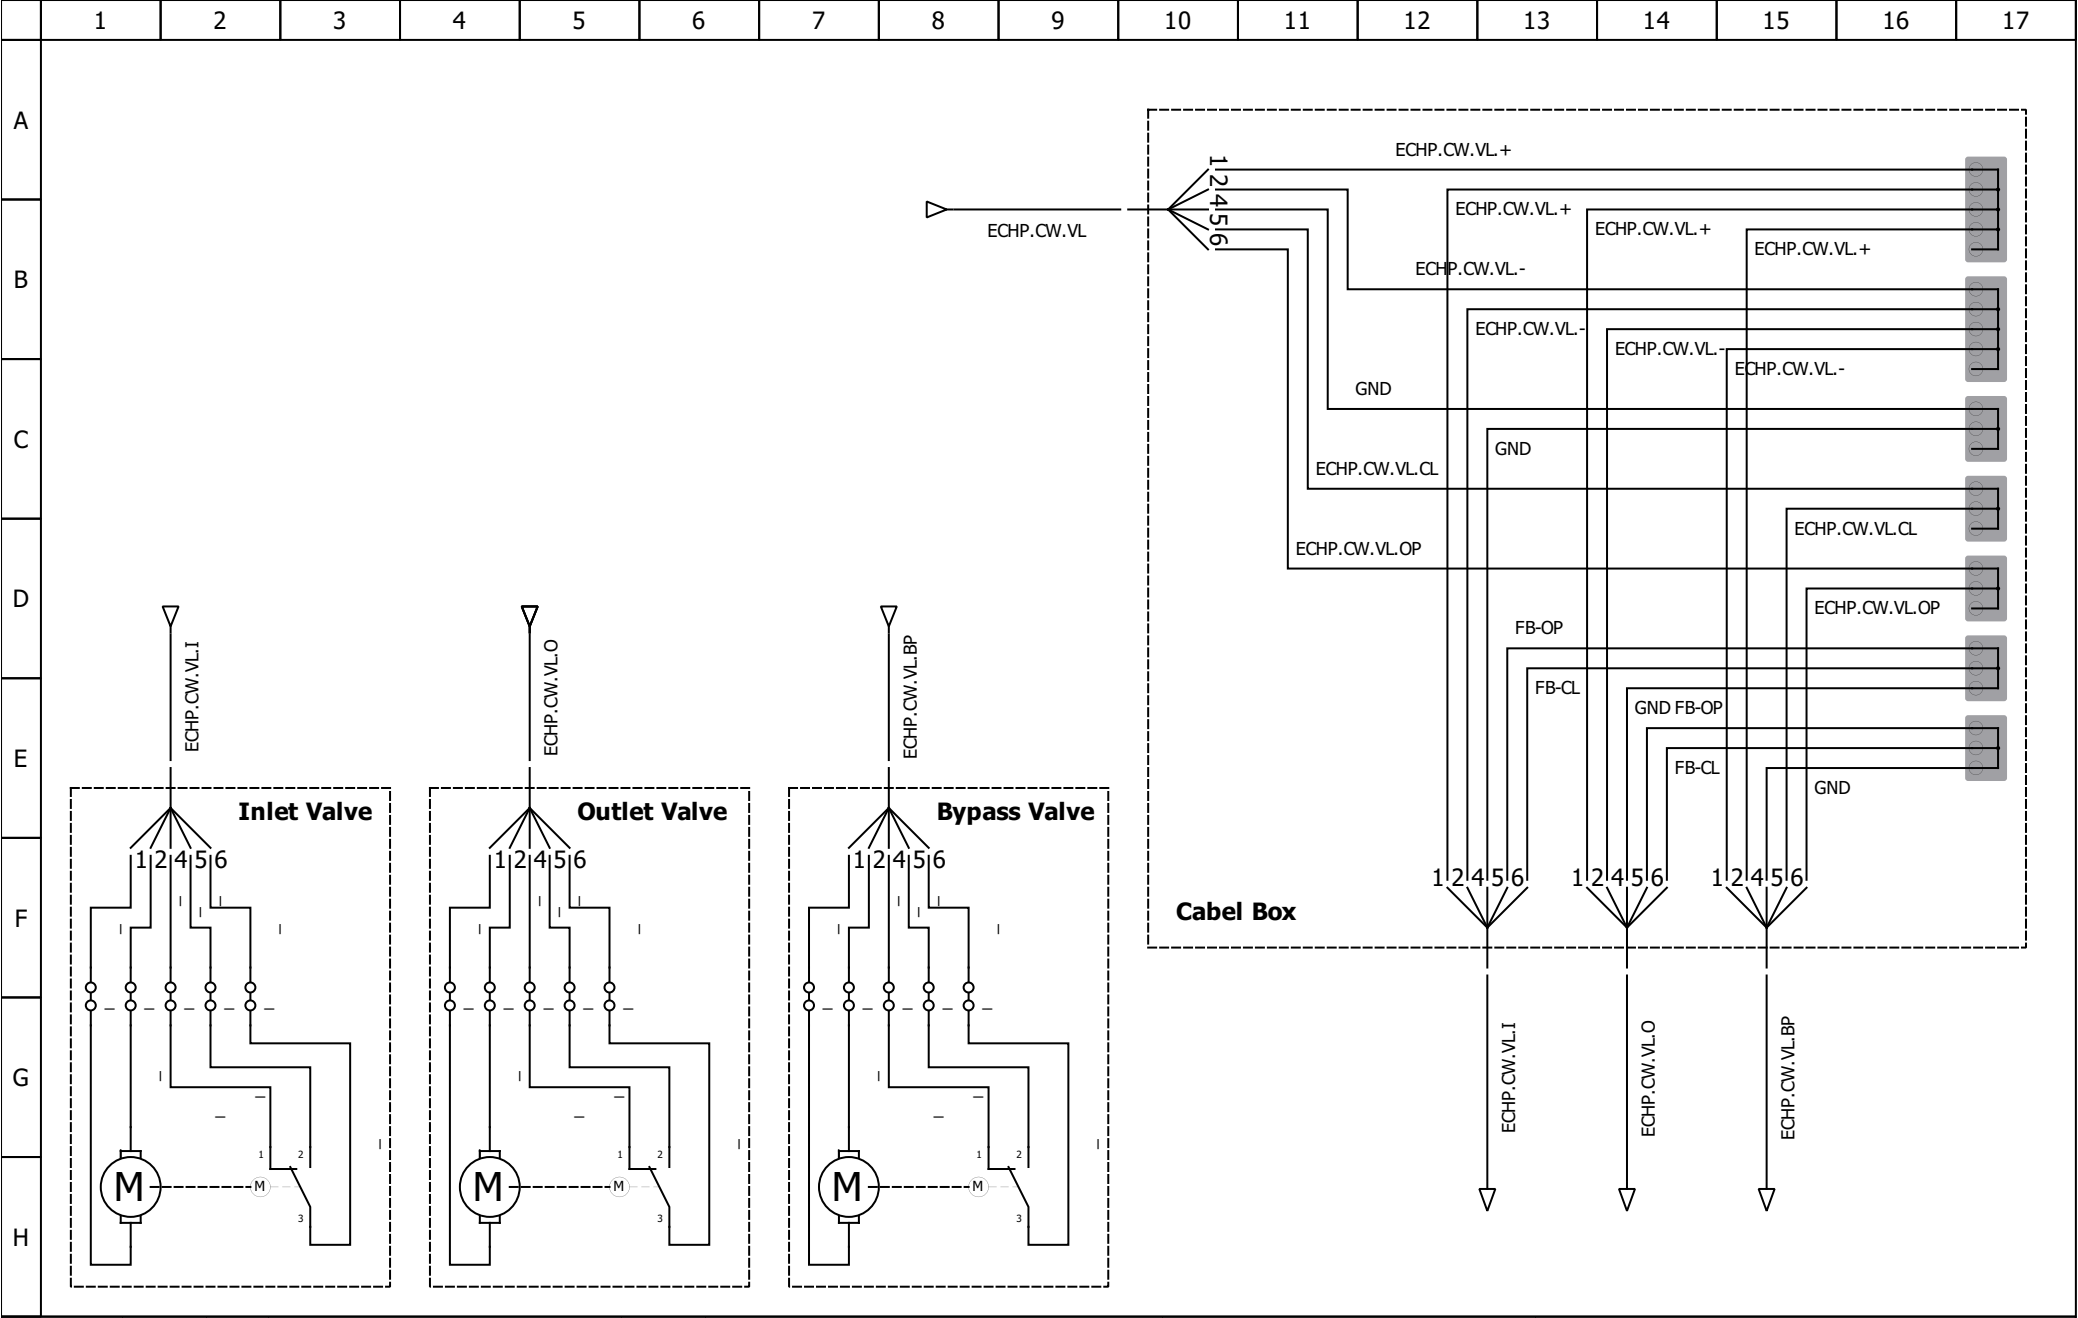 1 2 3 4 5 6 7 8 9 10 11 12 13 14 15 16 17
A
B
C
D
E
F
G
H
ECHP.CW.VL
1
2
4
5
6
ECHP.CW.VL.+
ECHP.CW.VL.+
ECHP.CW.VL.+
ECHP.CW.VL.+
ECHP.CW.VL.-
ECHP.CW.VL.-
ECHP.CW.VL.-
ECHP.CW.VL.-
GND
GND
ECHP.CW.VL.CL
ECHP.CW.VL.CL
ECHP.CW.VL.OP
ECHP.CW.VL.OP
FB-OP
FB-CL
GND FB-OP
FB-CL
GND
1 2 4 5 6
1 2 4 5 6
1 2 4 5 6
Cabel Box
ECHP.CW.VL.I
ECHP.CW.VL.O
ECHP.CW.VL.BP
ECHP.CW.VL.I
Inlet Valve
1 2 4 5 6
1 2
M M
3
ECHP.CW.VL.O
Outlet Valve
1 2 4 5 6
1 2
M M
3
ECHP.CW.VL.BP
Bypass Valve
1 2 4 5 6
1 2
M M
3